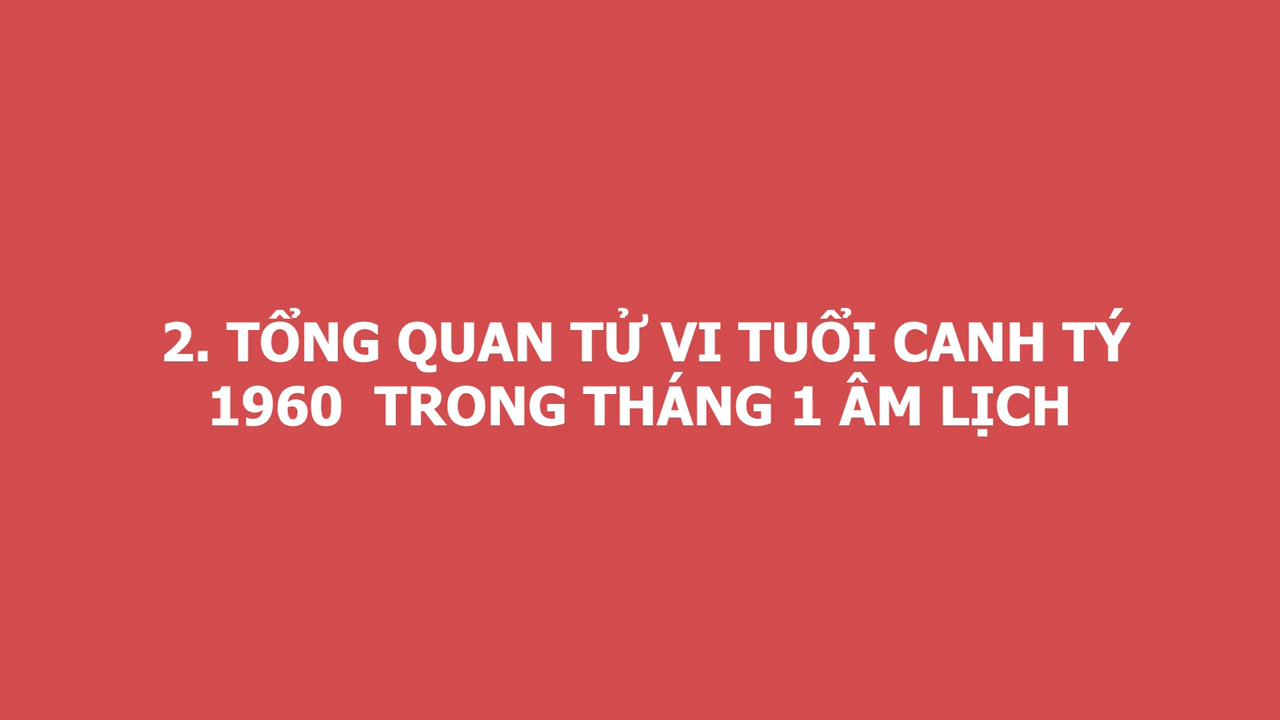 2. TỔNG QUAN TỬ VI TUỔI CANH TÝ
1960  TRONG THÁNG 1 ÂM LỊCH